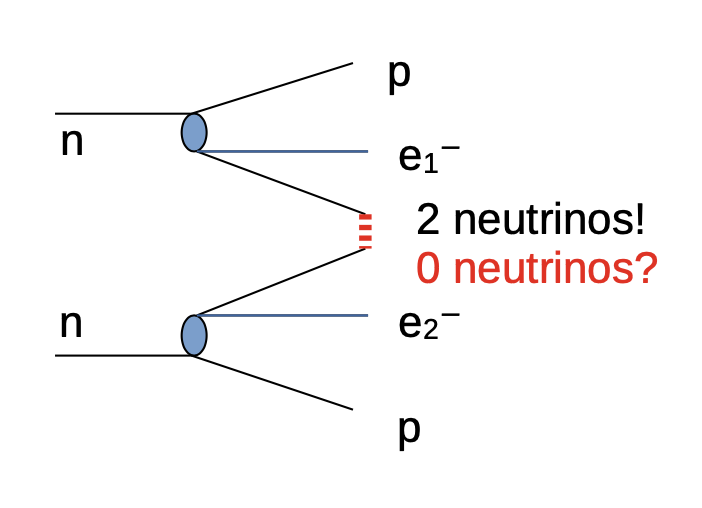 p
n
e₁⁻
2 neutrinos!
0 neutrinos?
n
e₂⁻
p